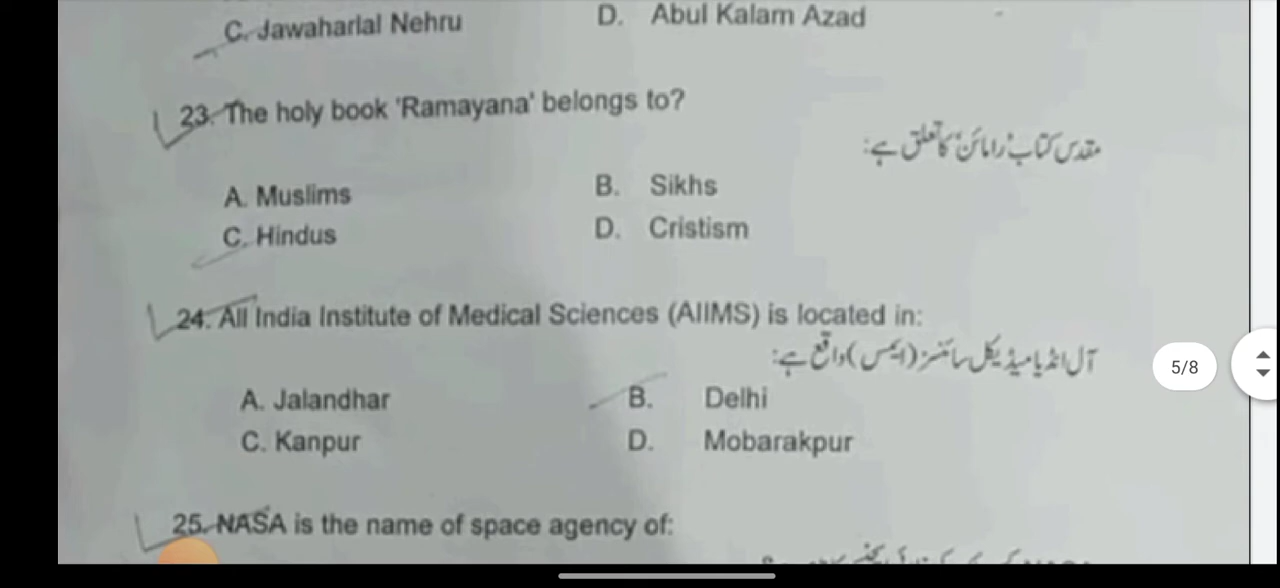 C. Jawaharlal Nehru D. Abul Kalam Azad
23. The holy book 'Ramayana' belongs to?
مقدس کتاب 'رامائن' کا تعلق ہے:
A. Muslims B. Sikhs
C. Hindus D. Cristism
24. All India Institute of Medical Sciences (AIIMS) is located in:
آل انڈیا میڈیکل سائنسز (ایمس) واقع ہے:
5/8
A. Jalandhar B. Delhi
C. Kanpur D. Mobarakpur
25. NASA is the name of space agency of: